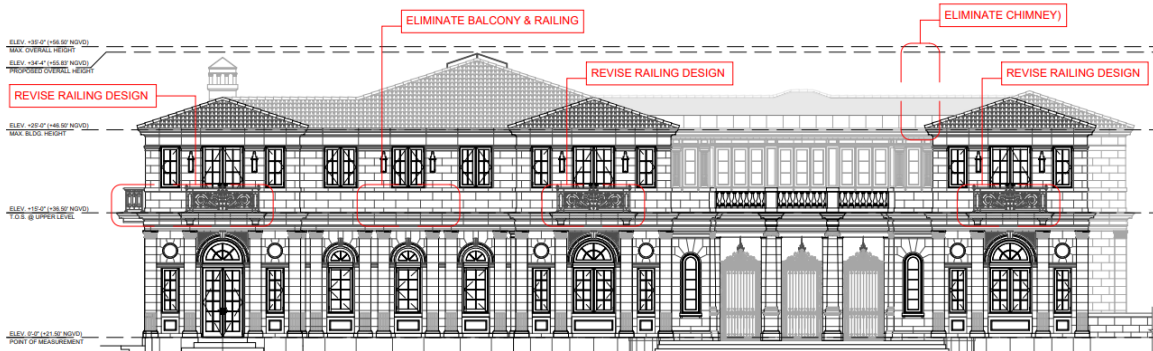 ELIMINATE BALCONY & RAILING
ELIMINATE CHIMNEY)
ELEV. +35'-0" (+56.50' NGVD)
MAX. OVERALL HEIGHT
ELEV. +34'-4" (+55.83' NGVD)
PROPOSED OVERALL HEIGHT
REVISE RAILING DESIGN
REVISE RAILING DESIGN
REVISE RAILING DESIGN
ELEV. +25'-0" (+46.50' NGVD)
MAX. BLDG. HEIGHT
ELEV. +15'-0" (+36.50' NGVD)
T.O.S. @ UPPER LEVEL
ELEV. 0'-0" (+21.50' NGVD)
POINT OF MEASUREMENT